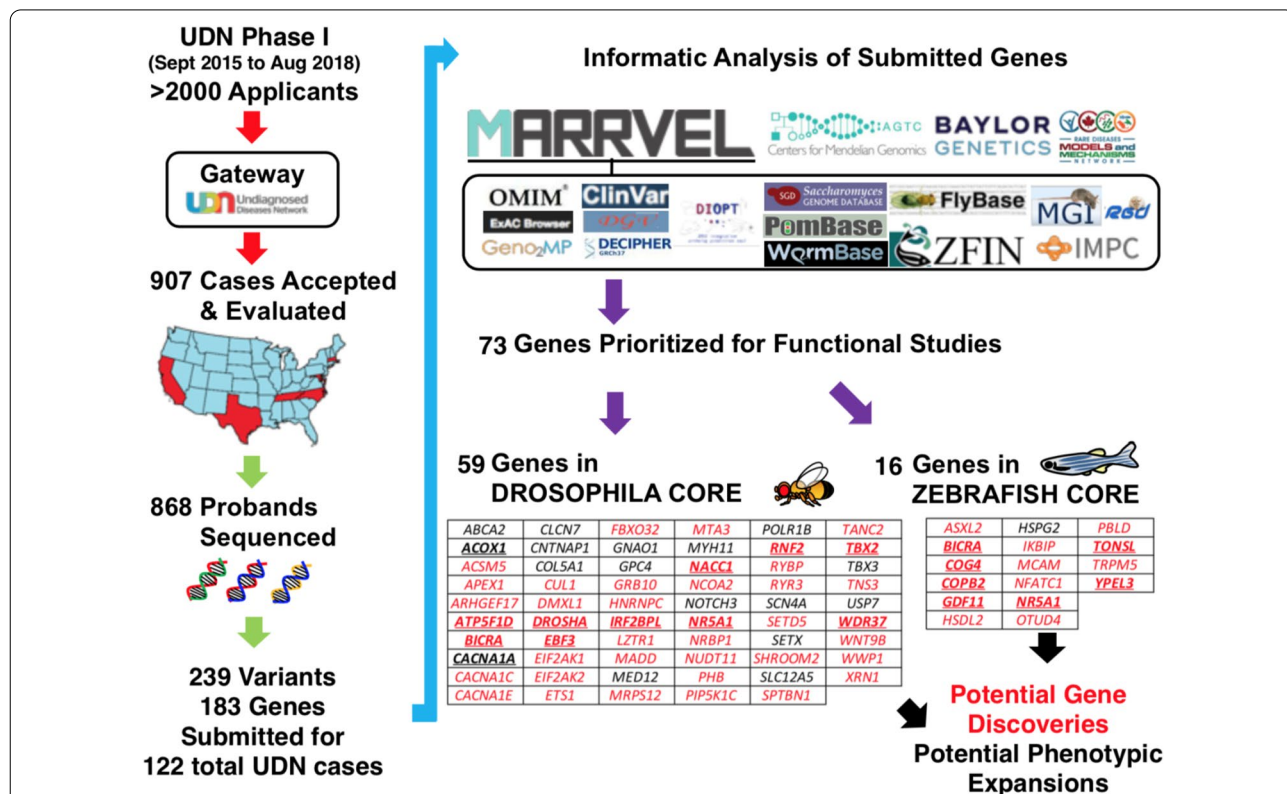 UDN Phase I
(Sept 2015 to Aug 2018)
>2000 Applicants
Gateway
UDN Undiagnosed
Diseases Network
907 Cases Accepted
& Evaluated
868 Probands
Sequenced
239 Variants
183 Genes
Submitted for
122 total UDN cases
Informatic Analysis of Submitted Genes
MARRVEL
AGTC
Centers for Mendelian Genomics
BAYLOR
GENETICS
RARE DISEASES
MODELS and
MECHANISMS
NETWORK
OMIM®
ClinVar
ExAC Browser
DGV
Geno2MP
DECIPHER
GRCh37
DIOPT
SGD Saccharomyces
GENOME DATABASE
PomBase
WormBase
FlyBase
ZFIN
MGI
RGD
IMPC
73 Genes Prioritized for Functional Studies
59 Genes in
DROSOPHILA CORE
ABCA2 CLCN7 FBXO32 MTA3 POLR1B TANC2
ACOX1 CNTNAP1 GNAO1 MYH11 RNF2 TBX2
ACSM5 COL5A1 GPC4 NACC1 RYBP TBX3
APEX1 CUL1 GRB10 NCOA2 RYR3 TNS3
ARHGEF17 DMXL1 HNRNPC NOTCH3 SCN4A USP7
ATP5F1D DROSHA IRF2BPL NR5A1 SETD5 WDR37
BICRA EBF3 LZTR1 NRBP1 SETX WNT9B
CACNA1A EIF2AK1 MADD NUDT11 SHROOM2 WWP1
CACNA1C EIF2AK2 MED12 PHB SLC12A5 XRN1
CACNA1E ETS1 MRPS12 PIP5K1C SPTBN1
16 Genes in
ZEBRAFISH CORE
ASXL2 HSPG2 PBLD
BICRA IKBIP TONSL
COG4 MCAM TRPM5
COPB2 NFATC1 YPEL3
GDF11 NR5A1
HSDL2 OTUD4
Potential Gene
Discoveries
Potential Phenotypic
Expansions